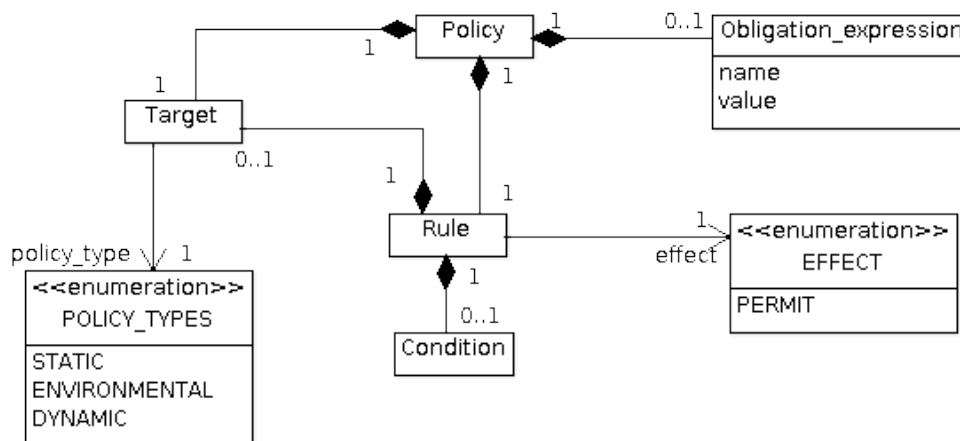 Policy
1
1
1
0..1
Obligation_expression
name
value
1
Target
0..1
1
1
Rule
1
effect
<<enumeration>>
EFFECT
PERMIT
policy_type
1
<<enumeration>>
POLICY_TYPES
STATIC
ENVIRONMENTAL
DYNAMIC
1
0..1
Condition